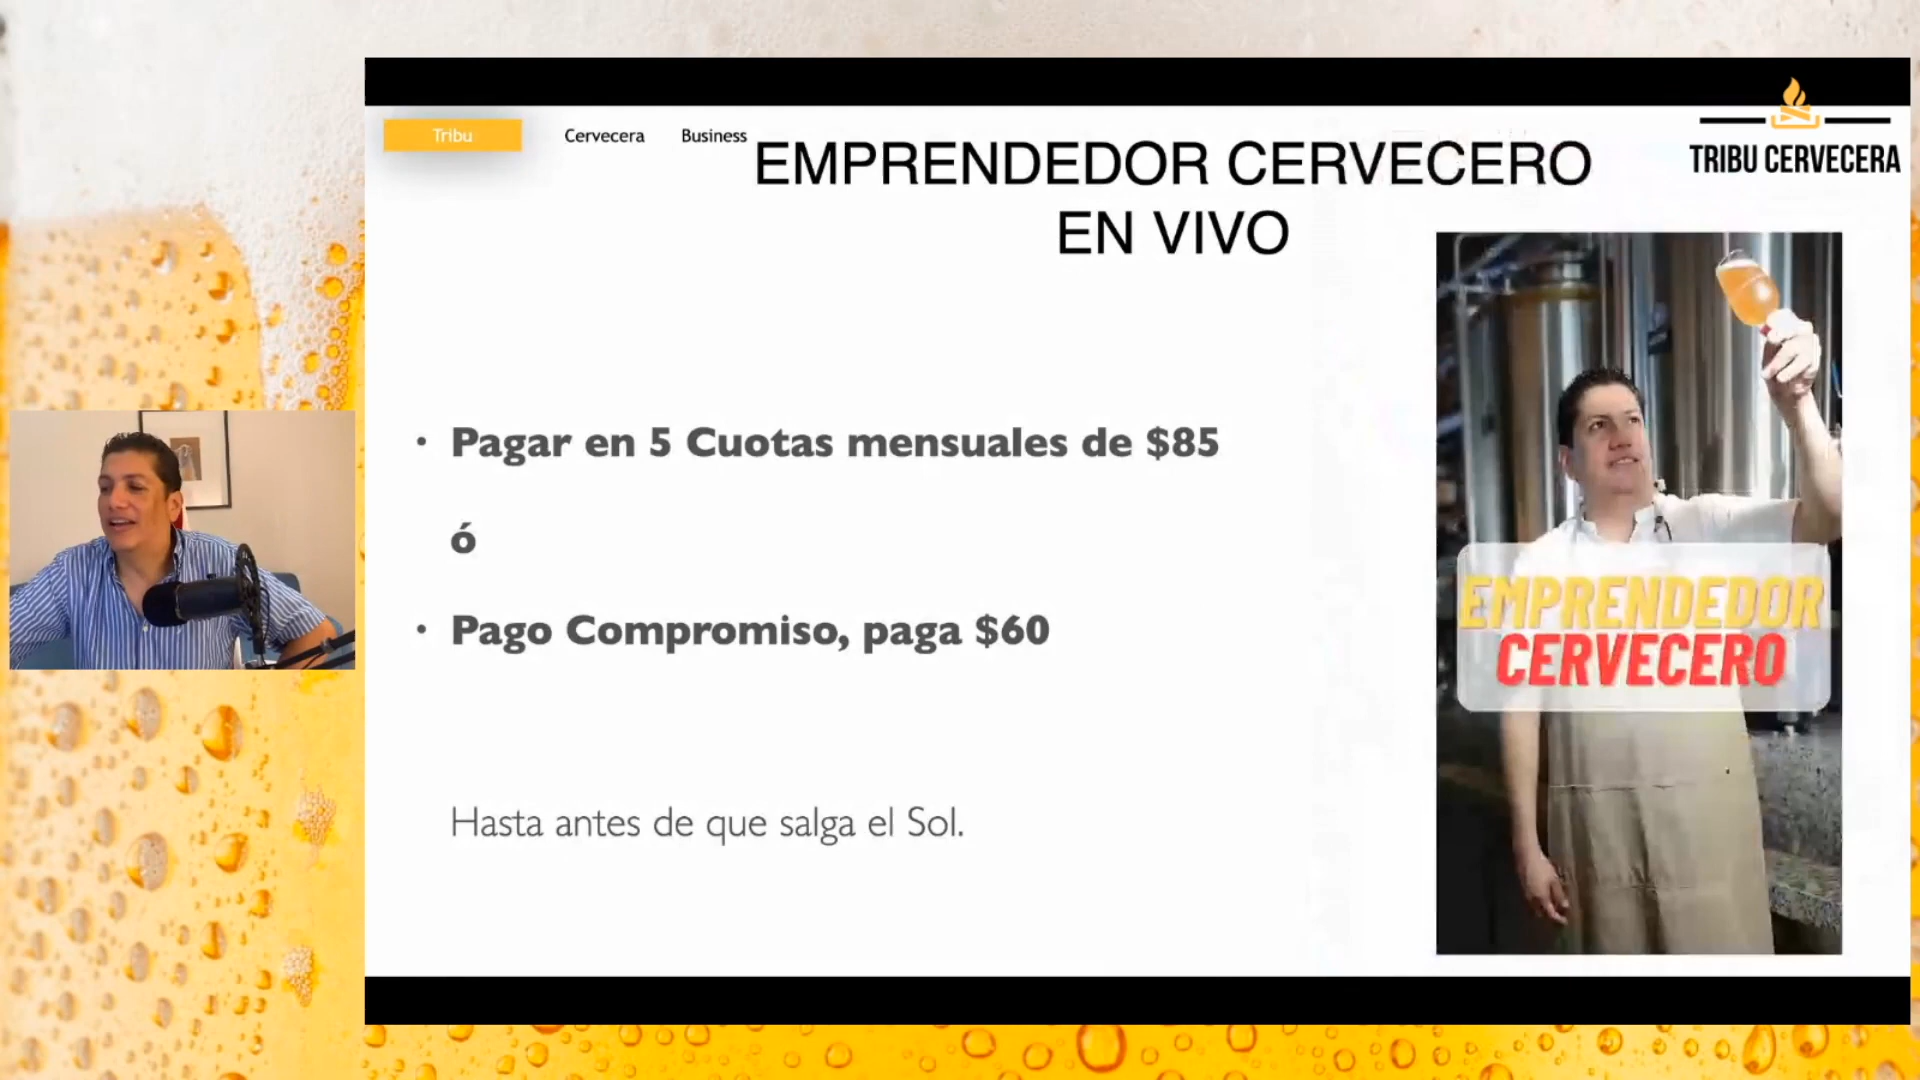 Tribu
Cervecera
Business
EMPRENDEDOR CERVECERO
EN VIVO
TRIBU CERVECERA
• Pagar en 5 Cuotas mensuales de $85
ó
• Pago Compromiso, paga $60
Hasta antes de que salga el Sol.
EMPRENDEDOR
CERVECERO